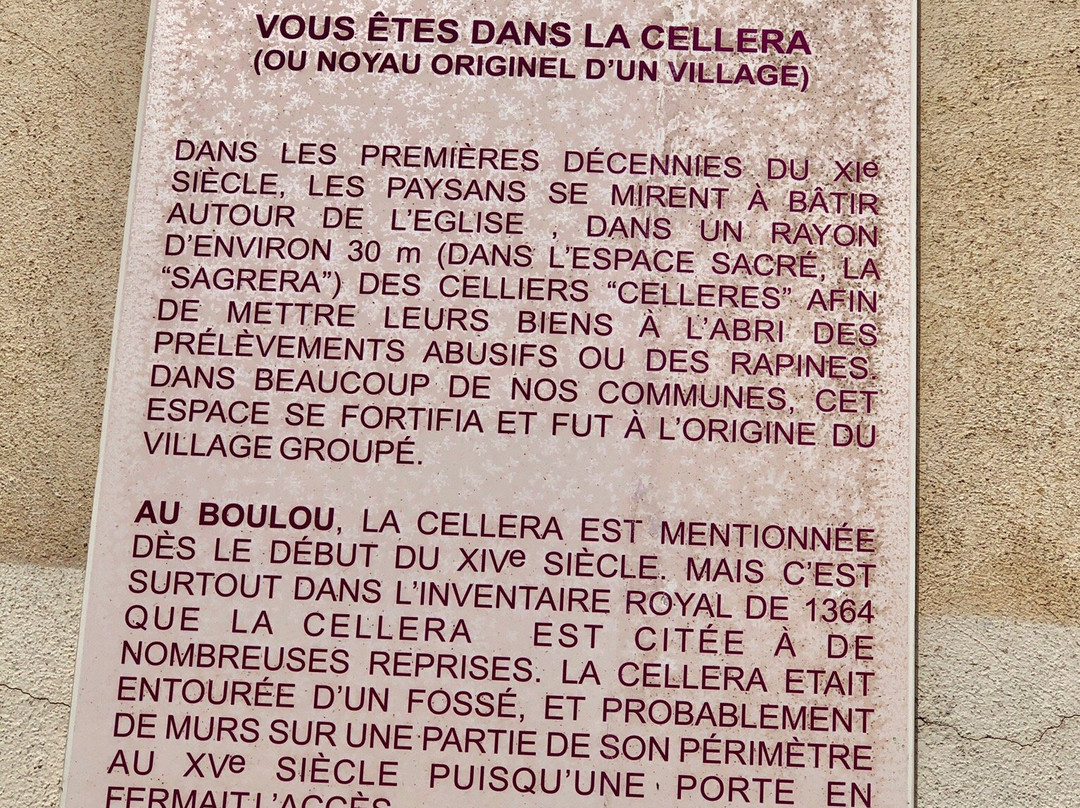 VOUS ÊTES DANS LA CELLERA
(OU NOYAU ORIGINEL D'UN VILLAGE)
DANS LES PREMIÈRES DÉCENNIES DU XIe
SIÈCLE, LES PAYSANS SE MIRENT À BÂTIR
AUTOUR DE L'EGLISE , DANS UN RAYON
D'ENVIRON 30 m (DANS L'ESPACE SACRÉ, LA
“SAGRERA”) DES CELLIERS “CELLERES” AFIN
DE METTRE LEURS BIENS À L'ABRI DES
PRÉLÈVEMENTS ABUSIFS OU DES RAPINES.
DANS BEAUCOUP DE NOS COMMUNES, CET
ESPACE SE FORTIFIA ET FUT À L'ORIGINE DU
VILLAGE GROUPÉ.
AU BOULOU, LA CELLERA EST MENTIONNÉE
DÈS LE DÉBUT DU XIVe SIÈCLE. MAIS C'EST
SURTOUT DANS L'INVENTAIRE ROYAL DE 1364
QUE LA CELLERA EST CITÉE À DE
NOMBREUSES REPRISES. LA CELLERA ETAIT
ENTOURÉE D'UN FOSSÉ, ET PROBABLEMENT
DE MURS SUR UNE PARTIE DE SON PÉRIMÈTRE
AU XVe SIÈCLE PUISQU'UNE PORTE EN
FERMAIT L'ACCÈS